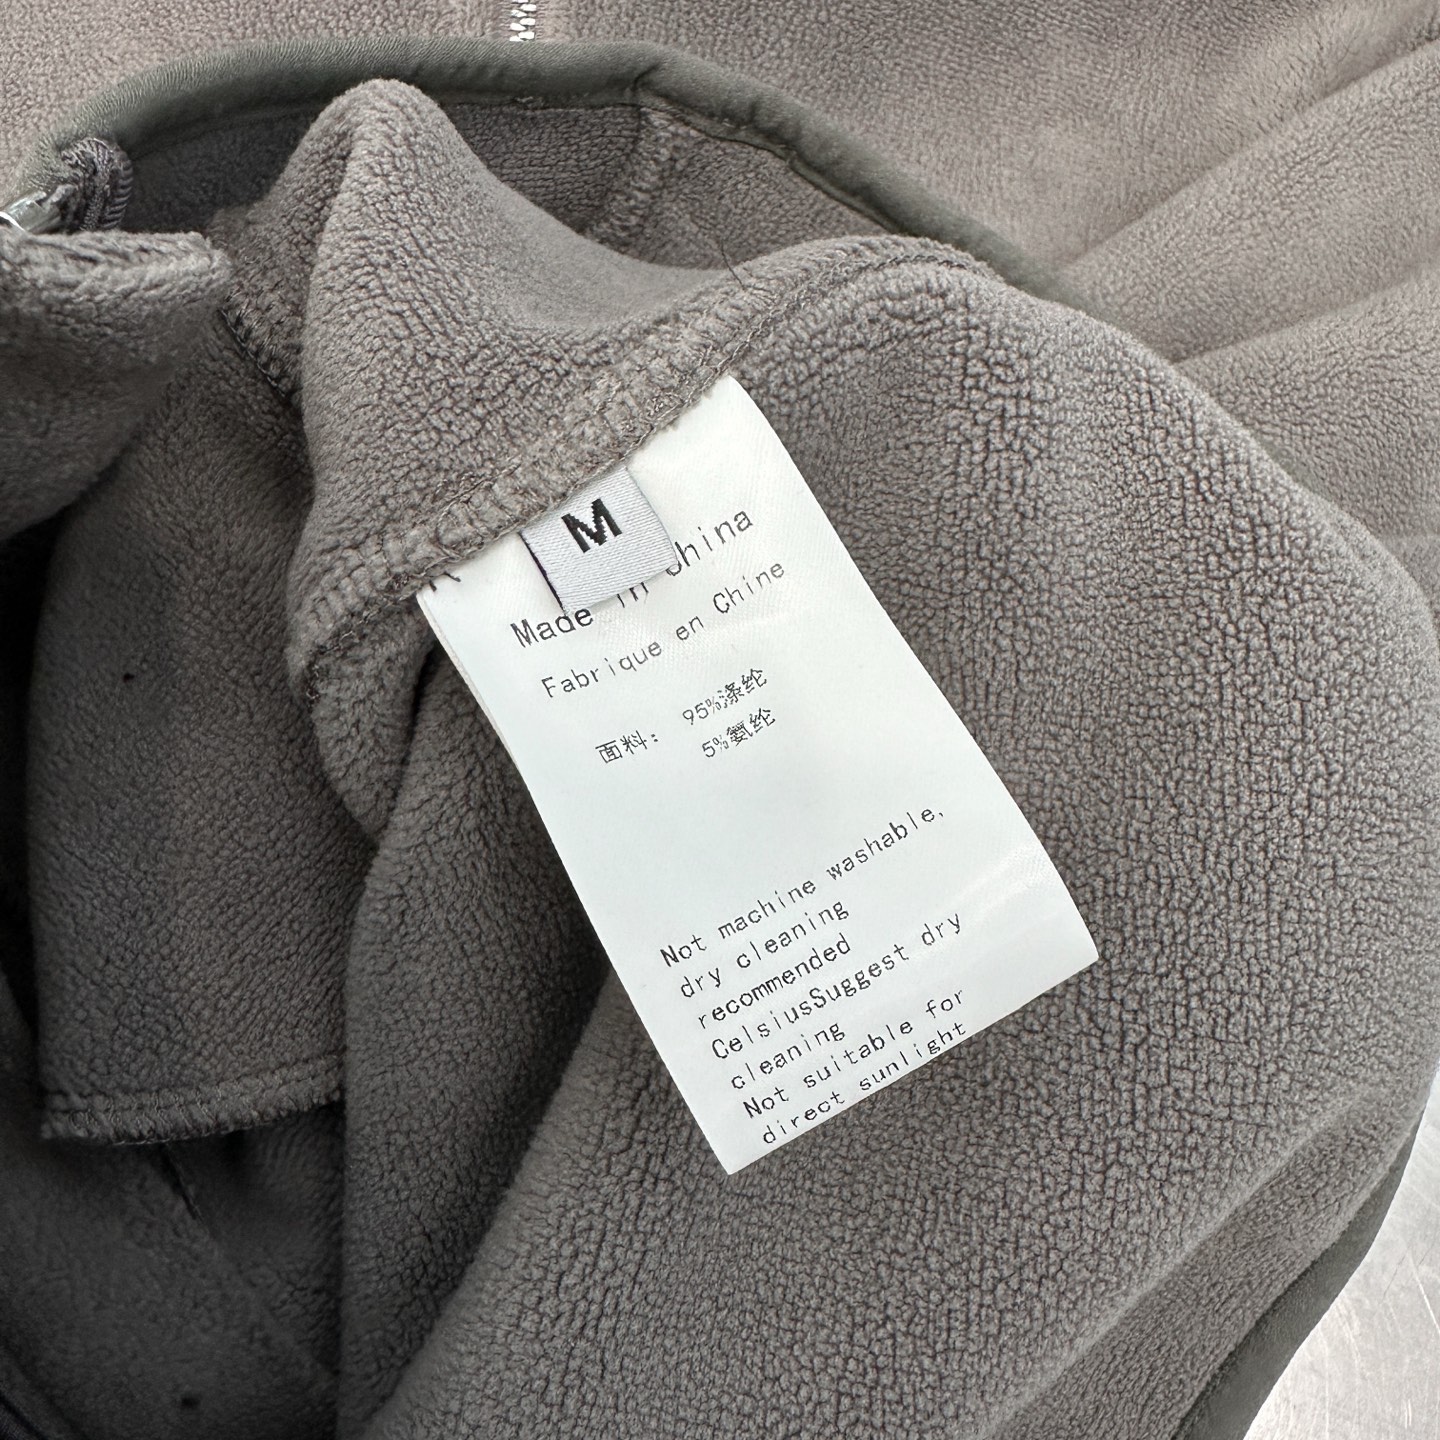 M
Made in China
Fabrique en Chine
面料: 95%涤纶
5%氨纶
Not machine washable,
dry cleaning
recommended
CelsiusSuggest dry
cleaning
Not suitable for
direct sunlight